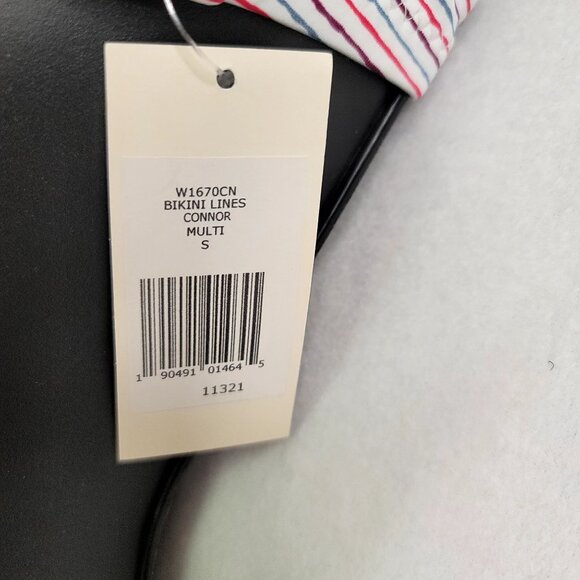 W1670CN
BIKINI LINES
CONNOR
MULTI
S
1 90491 01464 5
11321